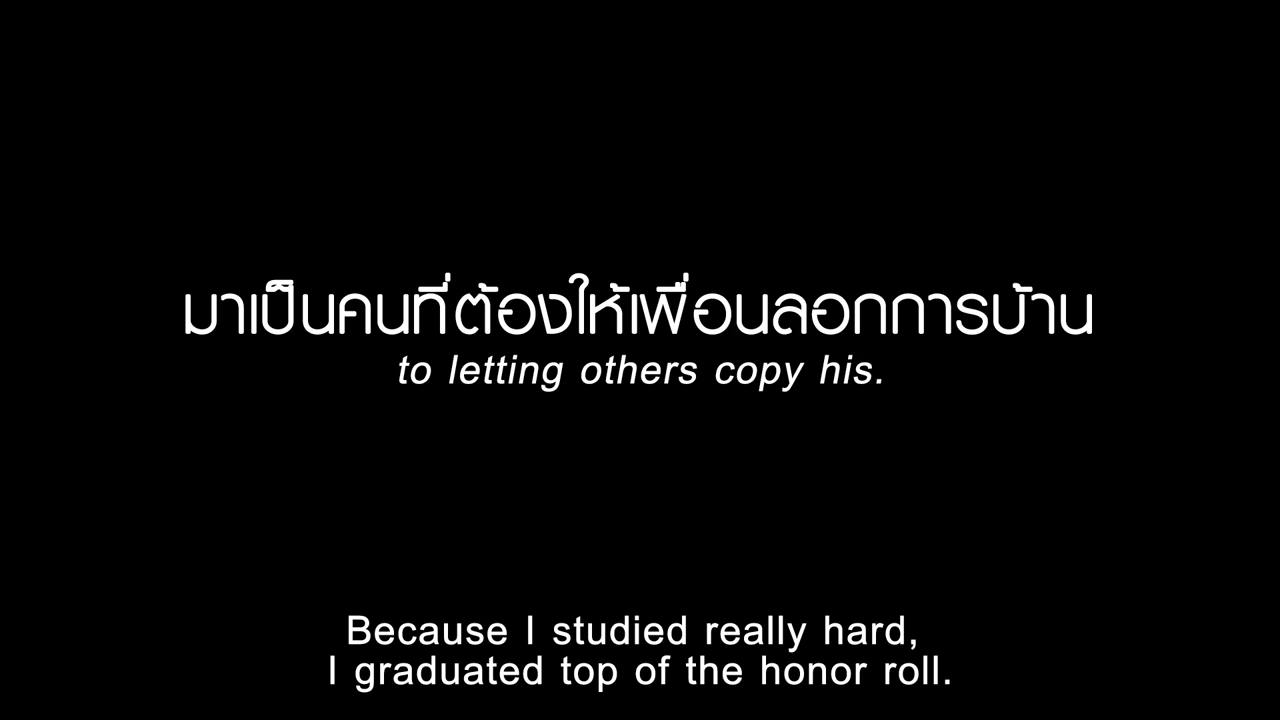 มาเป็นคนที่ต้องให้เพื่อนลอกการบ้าน
to letting others copy his.
Because I studied really hard,
I graduated top of the honor roll.